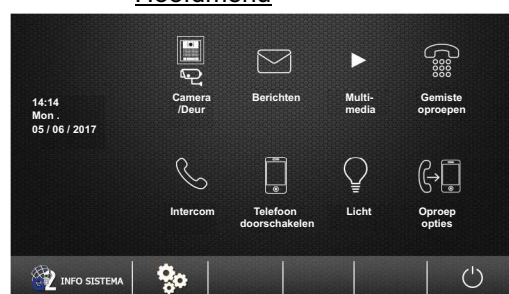 Hoofdmenu
14:14
Mon .
05 / 06 / 2017
Camera
/Deur
Berichten
Multi-
media
Gemiste
oproepen
Intercom
Telefoon
doorschakelen
Licht
Oproep
opties
2 INFO SISTEMA